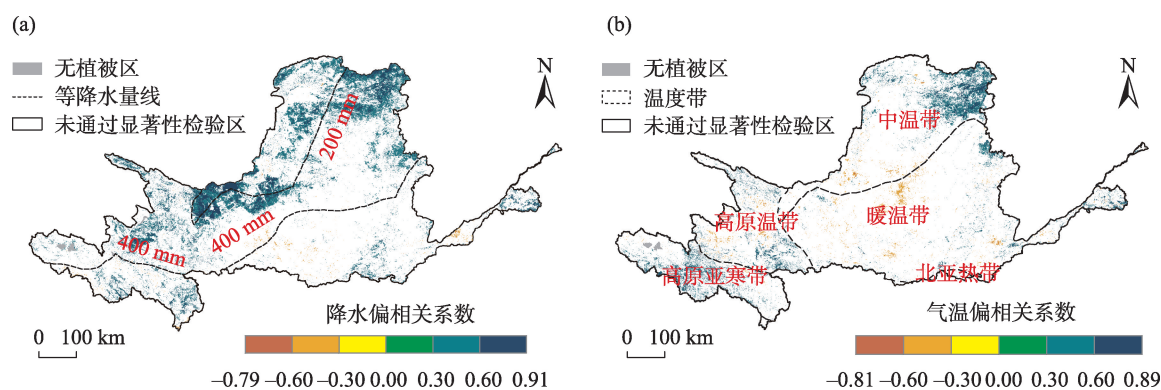 (a)
无植被区
等降水量线
未通过显著性检验区
N
200 mm
400 mm
400 mm
0 100 km
降水偏相关系数
−0.79 −0.60 −0.30 0.00 0.30 0.60 0.91
(b)
无植被区
温度带
未通过显著性检验区
N
中温带
暖温带
高原温带
高原亚寒带
北亚热带
0 100 km
气温偏相关系数
−0.81 −0.60 −0.30 0.00 0.30 0.60 0.89